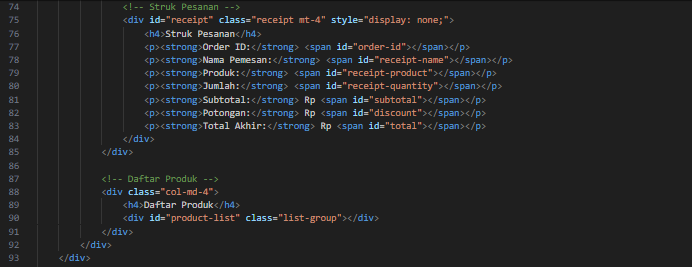 74 <!-- Struk Pesanan -->
75 <div id="receipt" class="receipt mt-4" style="display: none;">
76 <h4>Struk Pesanan</h4>
77 <p><strong>Order ID:</strong> <span id="order-id"></span></p>
78 <p><strong>Nama Pemesan:</strong> <span id="receipt-name"></span></p>
79 <p><strong>Produk:</strong> <span id="receipt-product"></span></p>
80 <p><strong>Jumlah:</strong> <span id="receipt-quantity"></span></p>
81 <p><strong>Subtotal:</strong> Rp <span id="subtotal"></span></p>
82 <p><strong>Potongan:</strong> Rp <span id="discount"></span></p>
83 <p><strong>Total Akhir:</strong> Rp <span id="total"></span></p>
84 </div>
85 </div>
86
87 <!-- Daftar Produk -->
88 <div class="col-md-4">
89 <h4>Daftar Produk</h4>
90 <div id="product-list" class="list-group"></div>
91 </div>
92 </div>
93 </div>